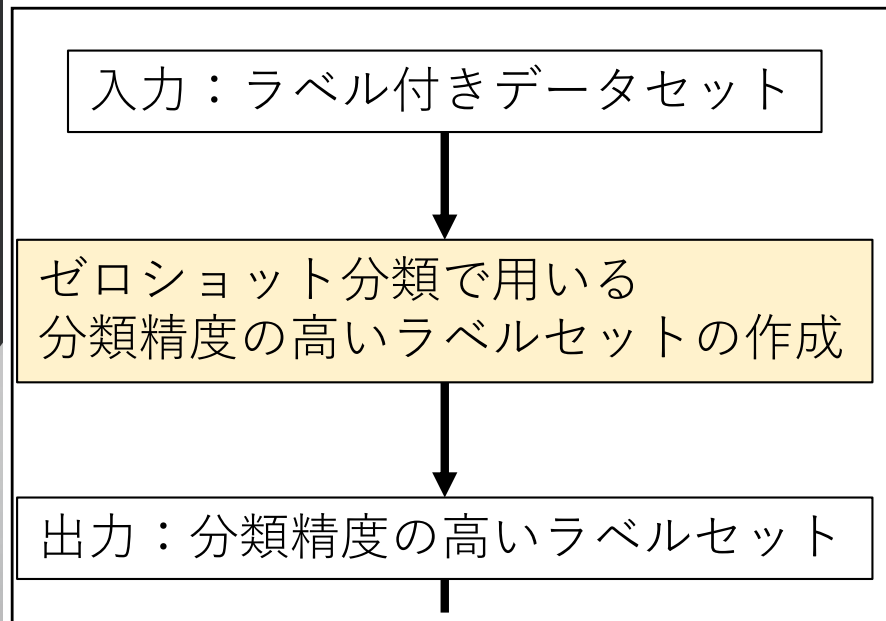 入力：ラベル付きデータセット
ゼロショット分類で用いる
分類精度の高いラベルセットの作成
出力：分類精度の高いラベルセット